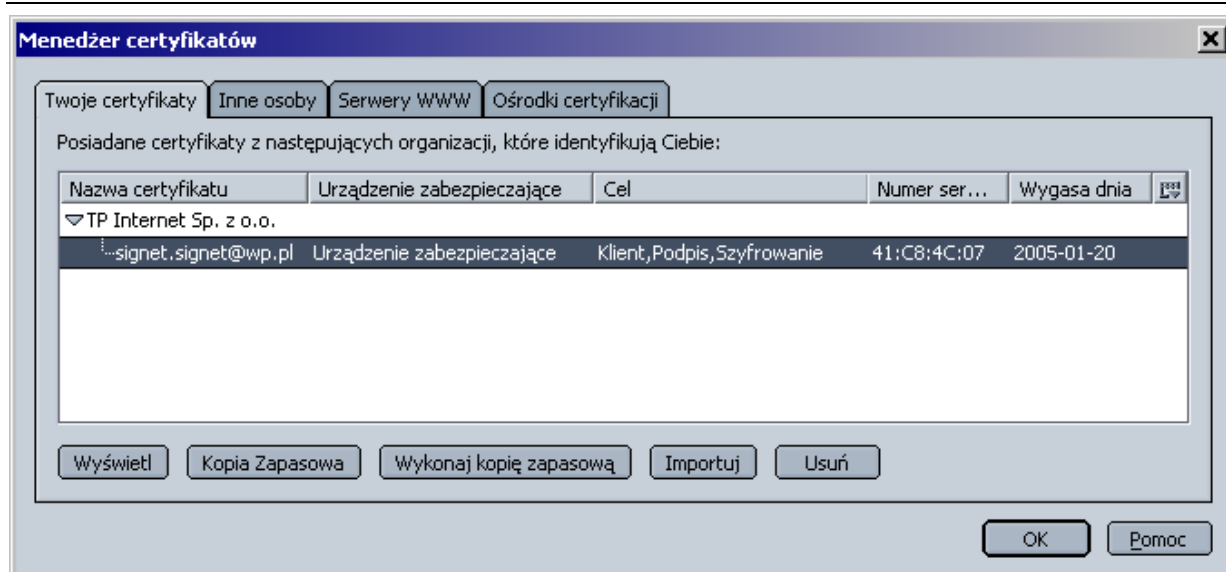 Menedżer certyfikatów
Twoje certyfikaty Inne osoby Serwery WWW Ośrodki certyfikacji
Posiadane certyfikaty z następujących organizacji, które identyfikują Ciebie:
Nazwa certyfikatu Urządzenie zabezpieczające Cel Numer ser... Wygasa dnia
TP Internet Sp. z o.o.
signet.signet@wp.pl Urządzenie zabezpieczające Klient,Podpis,Szyfrowanie 41:C8:4C:07 2005-01-20
Wyświetl Kopia Zapasowa Wykonaj kopię zapasową Importuj Usuń
OK Pomoc